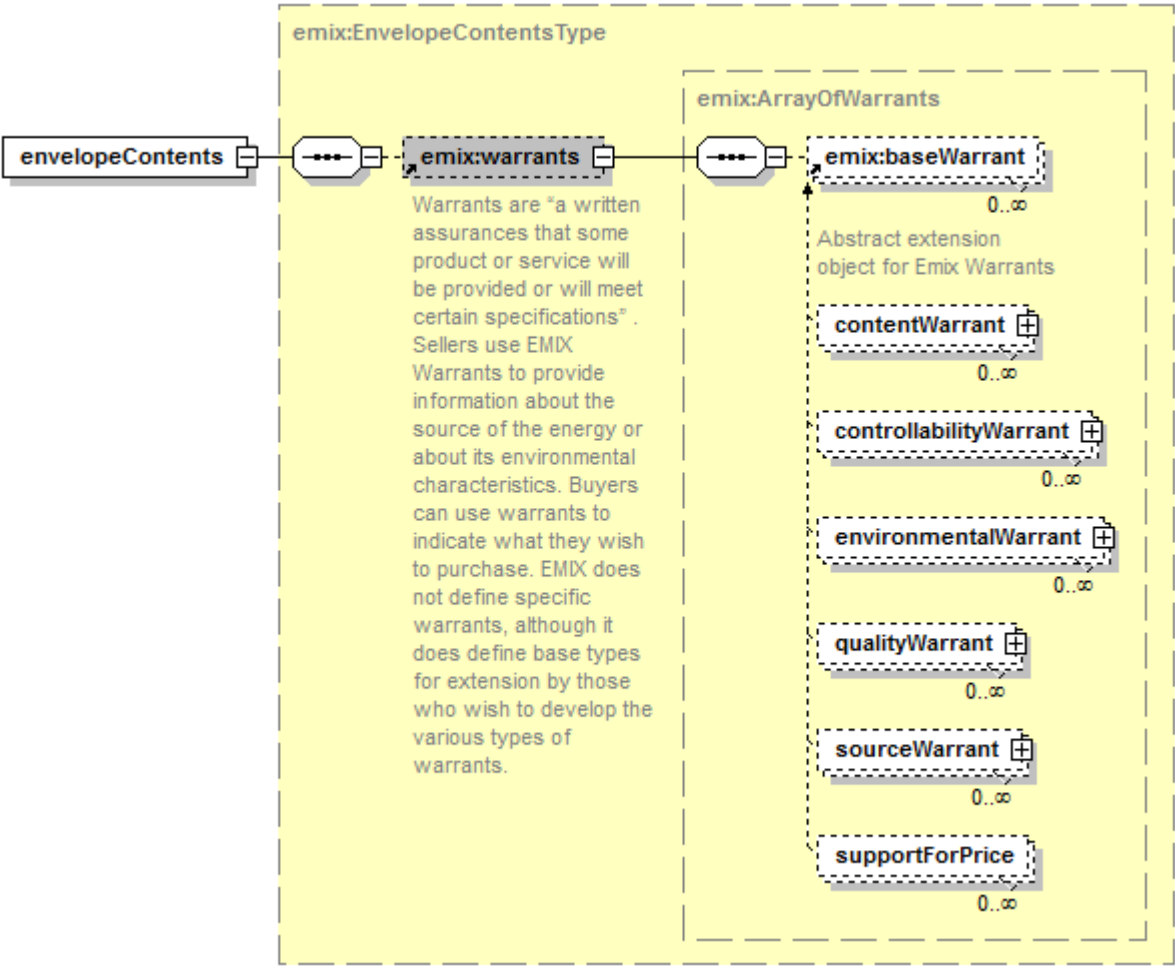 emix:EnvelopeContentsType
emix:ArrayOfWarrants
envelopeContents
emix:warrants
Warrants are “a written
assurances that some
product or service will
be provided or will meet
certain specifications” .
Sellers use EMIX
Warrants to provide
information about the
source of the energy or
about its environmental
characteristics. Buyers
can use warrants to
indicate what they wish
to purchase. EMIX does
not define specific
warrants, although it
does define base types
for extension by those
who wish to develop the
various types of
warrants.
emix:baseWarrant
0..∞
Abstract extension
object for Emix Warrants
contentWarrant
0..∞
controllabilityWarrant
0..∞
environmentalWarrant
0..∞
qualityWarrant
0..∞
sourceWarrant
0..∞
supportForPrice
0..∞